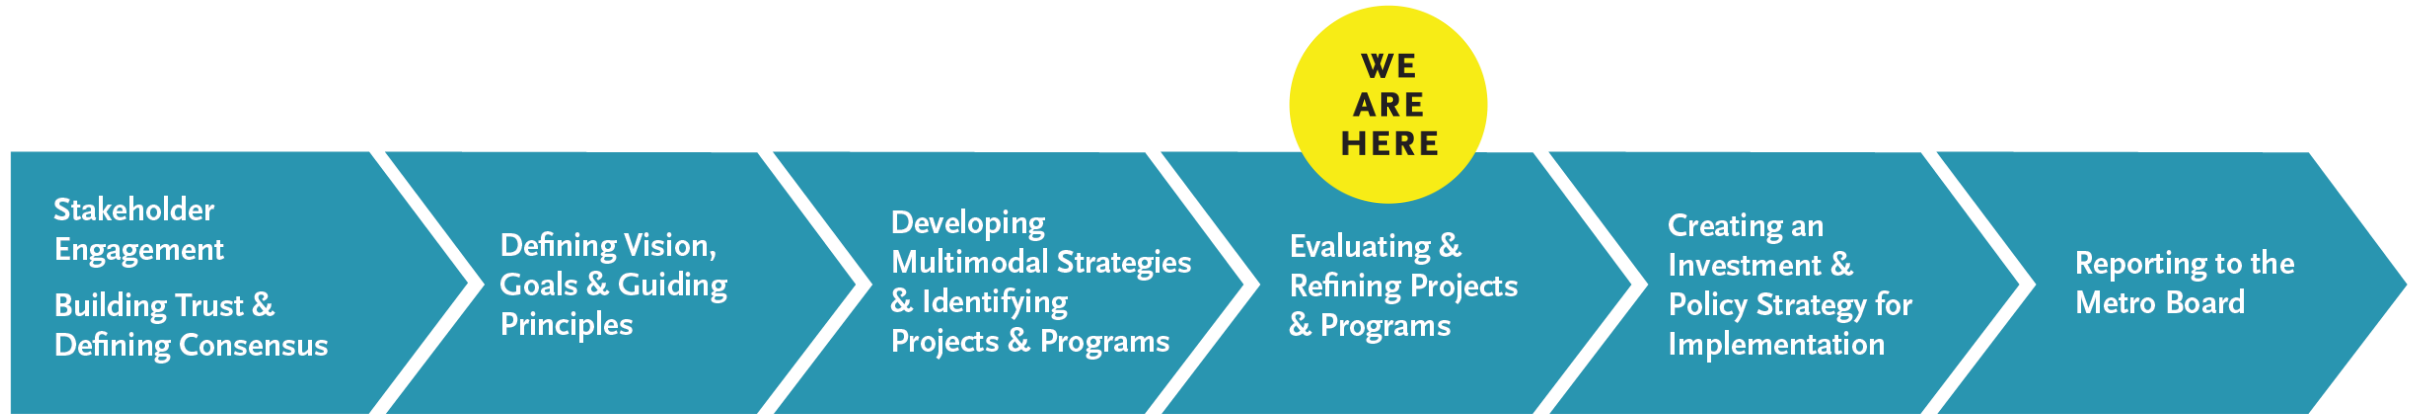 WE
ARE
HERE
Stakeholder
Engagement
Building Trust &
Defining Consensus
Defining Vision,
Goals & Guiding
Principles
Developing
Multimodal Strategies
& Identifying
Projects & Programs
Evaluating &
Refining Projects
& Programs
Creating an
Investment &
Policy Strategy for
Implementation
Reporting to the
Metro Board